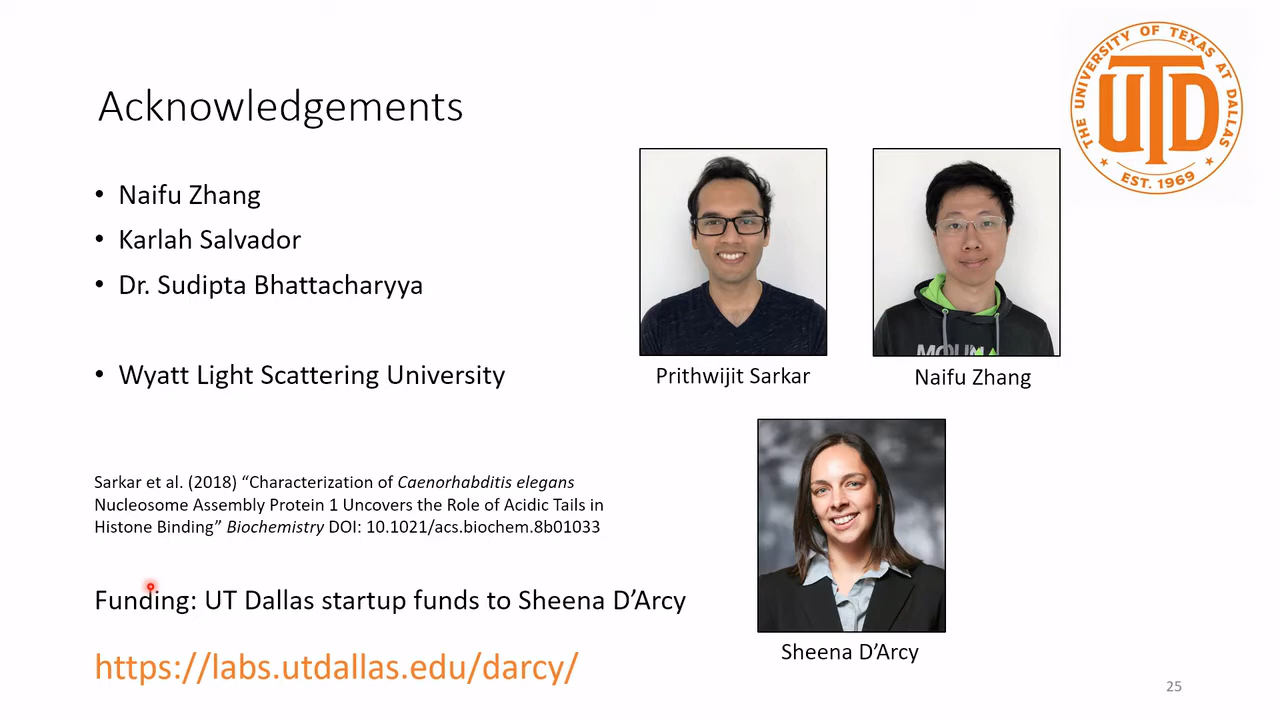 Acknowledgements
THE UNIVERSITY OF TEXAS AT DALLAS
UTD
EST. 1969
• Naifu Zhang
• Karlah Salvador
• Dr. Sudipta Bhattacharyya
• Wyatt Light Scattering University
Prithwijit Sarkar
Naifu Zhang
Sarkar et al. (2018) “Characterization of Caenorhabditis elegans
Nucleosome Assembly Protein 1 Uncovers the Role of Acidic Tails in
Histone Binding” Biochemistry DOI: 10.1021/acs.biochem.8b01033
Funding: UT Dallas startup funds to Sheena D’Arcy
https://labs.utdallas.edu/darcy/
Sheena D’Arcy
25